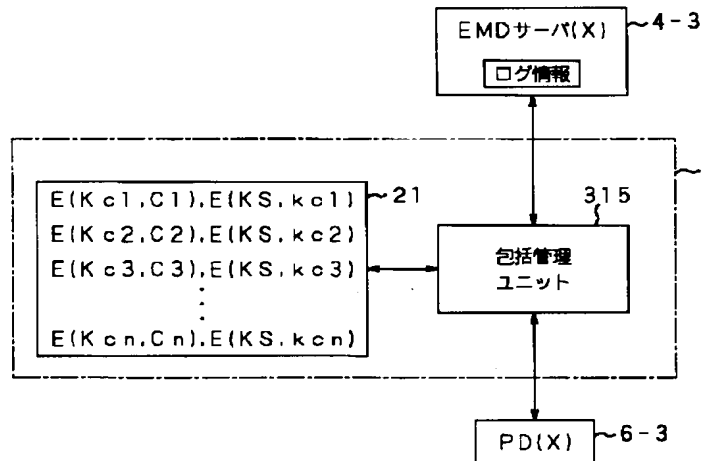 EMDサーバ(X)
4-3
ログ情報
E(Kc1,C1),E(KS,kc1)
21
E(Kc2,C2),E(KS,kc2)
E(Kc3,C3),E(KS,kc3)
E(Kcn,Cn),E(KS,kcn)
315
包括管理
ユニット
PD(X)
6-3